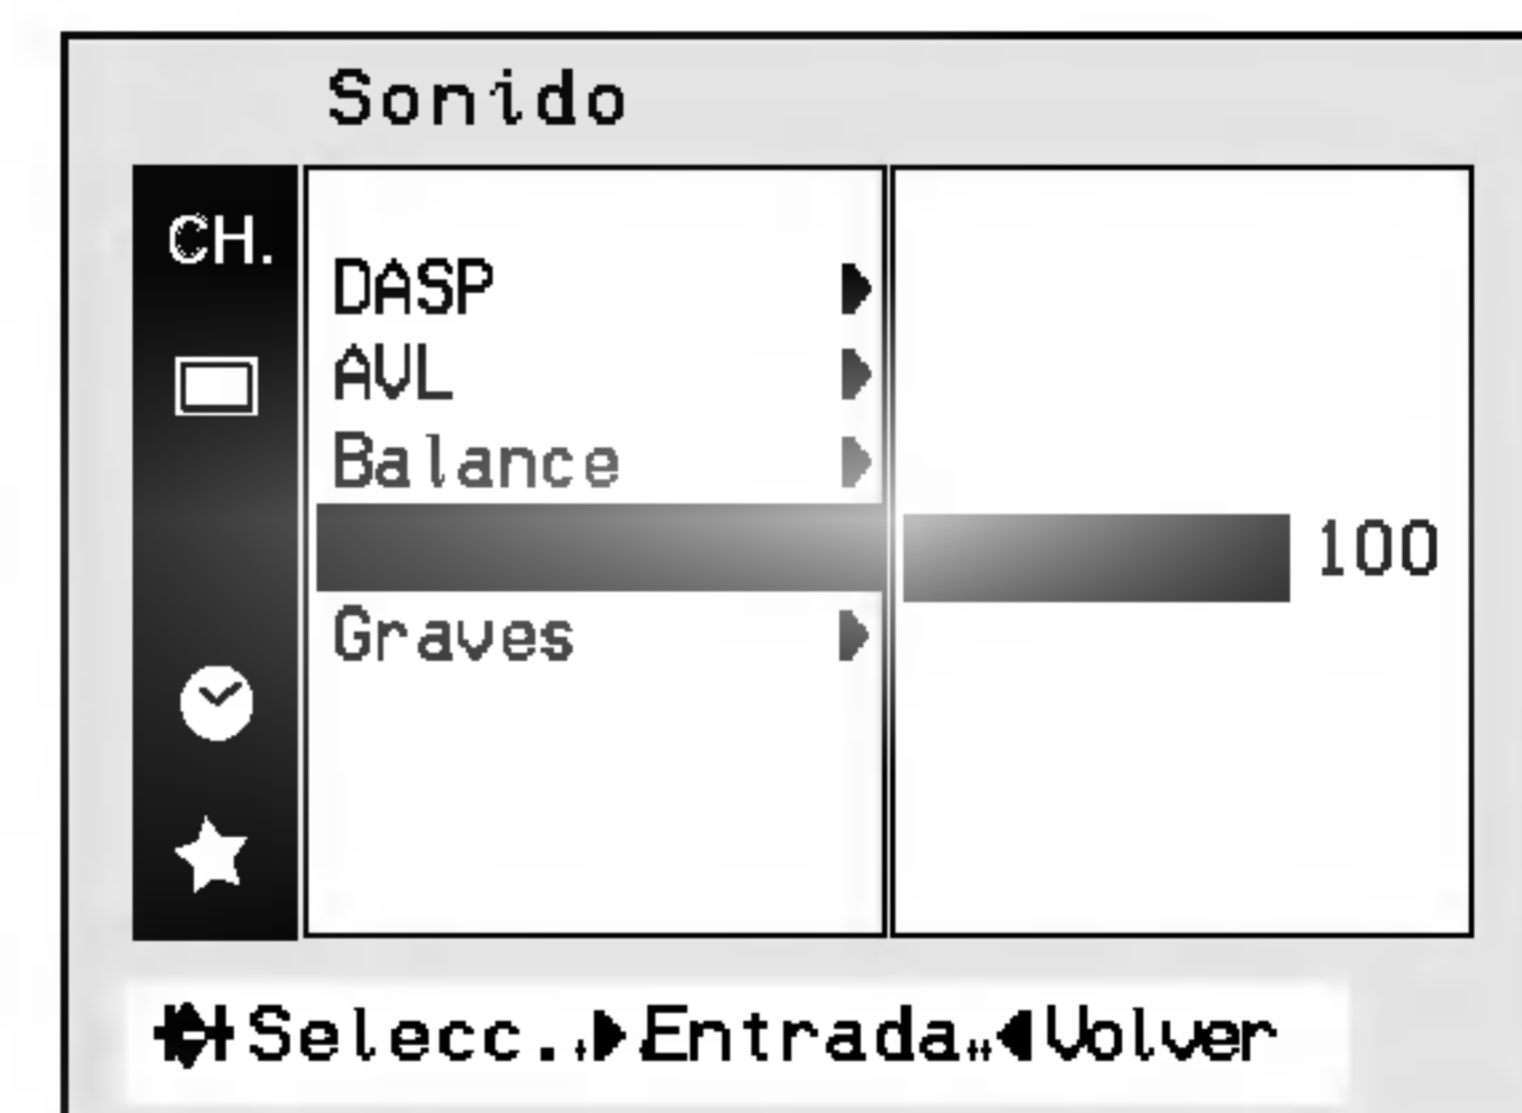 Sonido
CH.
DASP
AVL
Balance
100
Graves
Selecc. Entrada Volver